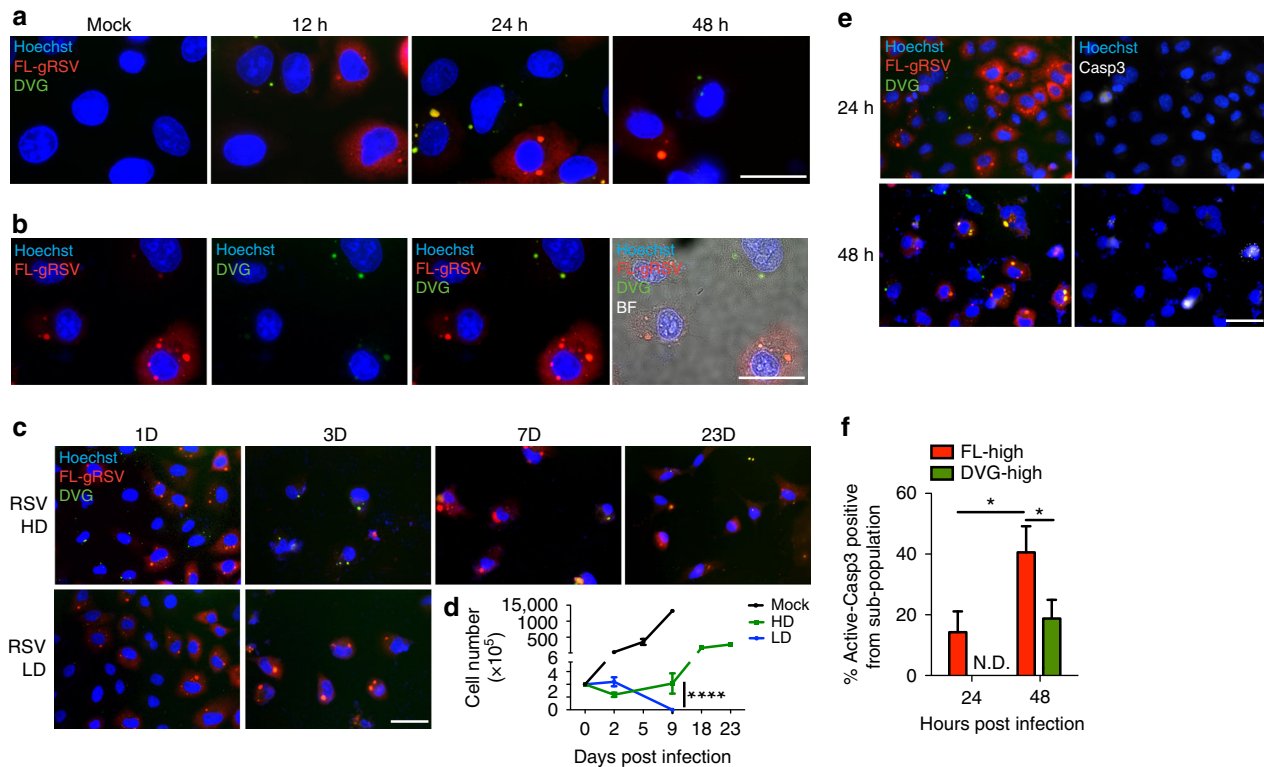 a
Mock
12 h
24 h
48 h
Hoechst
FL-gRSV
DVG
b
Hoechst
FL-gRSV
Hoechst
DVG
Hoechst
FL-gRSV
DVG
Hoechst
FL-gRSV
DVG
BF
c
1D
3D
7D
23D
RSV
HD
Hoechst
FL-gRSV
DVG
RSV
LD
d
Cell number
(×10⁵)
15,000
500
6
4
2
0
0
2
5
9
18
23
Days post infection
Mock
HD
LD
****
e
24 h
Hoechst
FL-gRSV
DVG
Hoechst
Casp3
48 h
f
FL-high
DVG-high
% Active-Casp3 positive
from sub-population
60
40
20
0
*
*
N.D.
24
48
Hours post infection